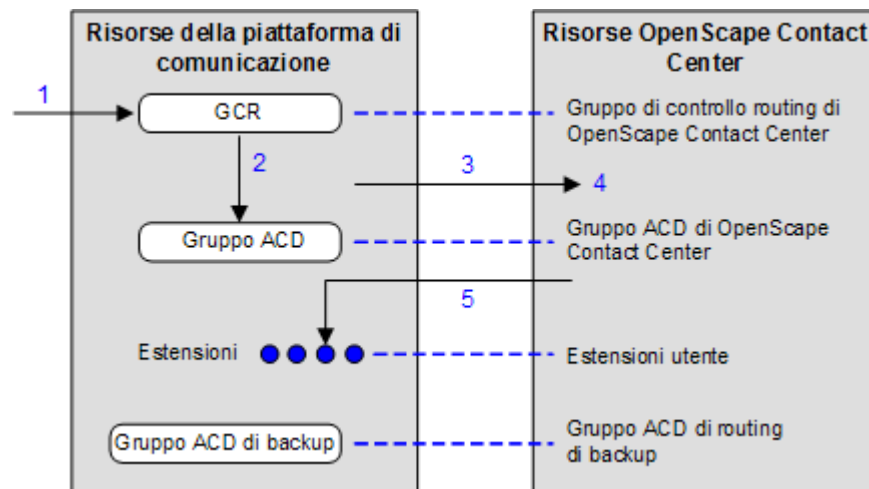 Risorse della piattaforma di
comunicazione
Risorse OpenScape Contact
Center
1
GCR
Gruppo di controllo routing di
OpenScape Contact Center
2
3
4
Gruppo ACD
Gruppo ACD di OpenScape
Contact Center
5
Estensioni
Estensioni utente
Gruppo ACD di backup
Gruppo ACD di routing
di backup